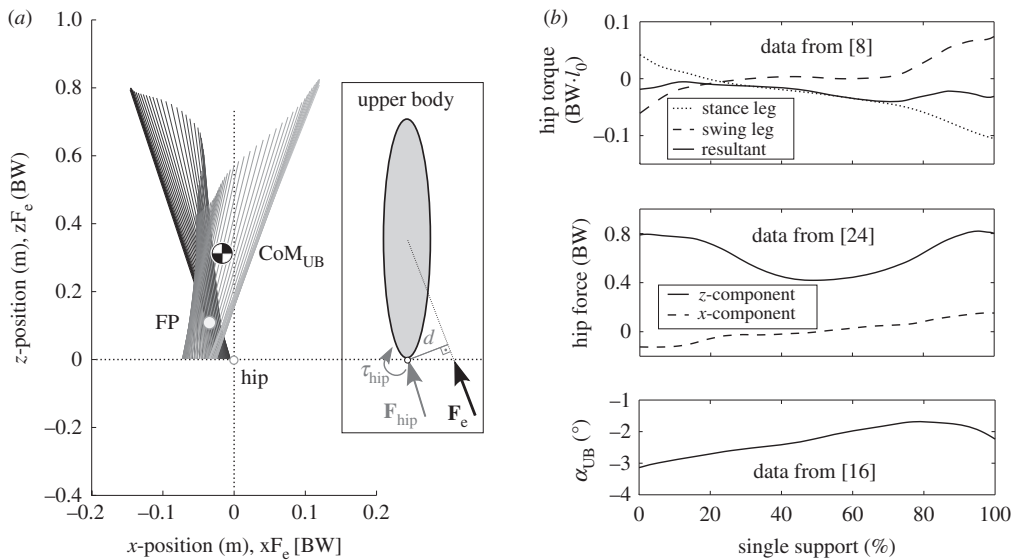 (a)
1.0
0.8
0.6
0.4
0.2
0
–0.2
–0.4
z-position (m), zFe (BW)
–0.2
–0.1
0
0.1
0.2
x-position (m), xFe [BW]
CoMUB
FP
hip
upper body
d
τhip
Fhip
Fe
(b)
hip torque
(BW·l0)
0.1
0
–0.1
data from [8]
stance leg
swing leg
resultant
hip force (BW)
0.8
0.4
0
data from [24]
z-component
x-component
αUB (°)
–1
–2
–3
–4
data from [16]
0
20
40
60
80
100
single support (%)